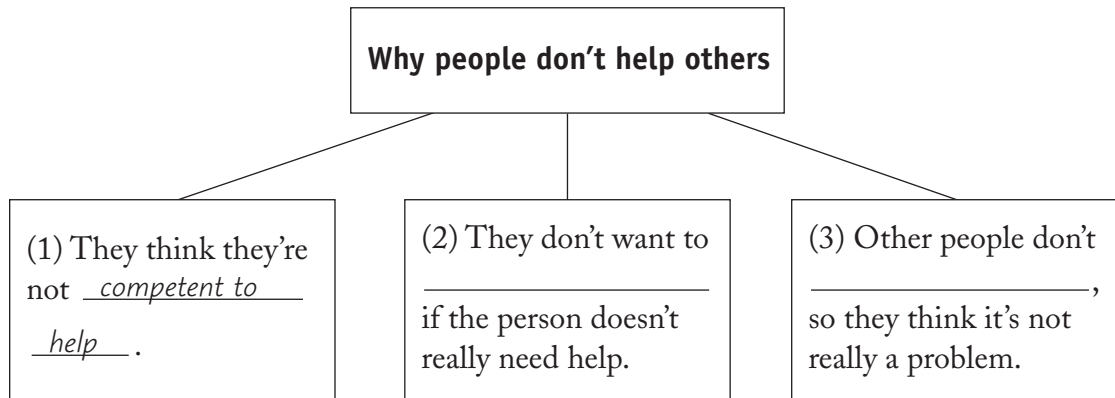 Why people don't help others
(1) They think they're
not competent to
help .
(2) They don't want to
if the person doesn't
really need help.
(3) Other people don't
,
so they think it's not
really a problem.